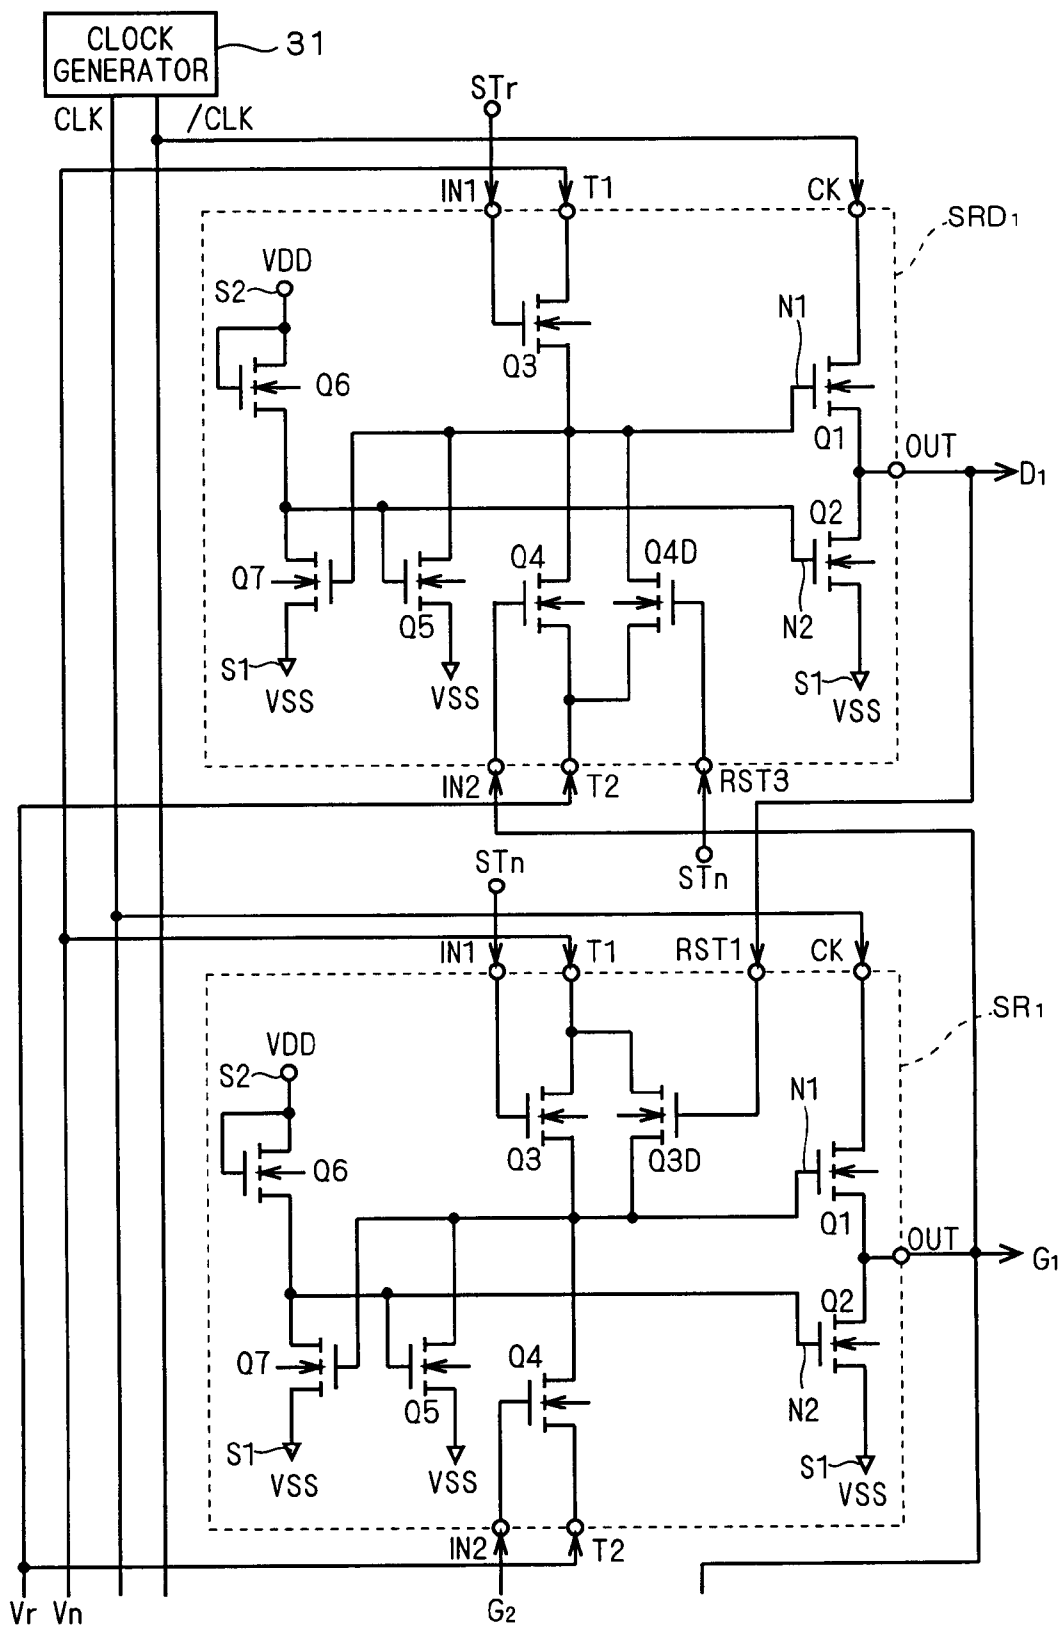 CLOCK
GENERATOR
31
CLK
/CLK
STr
IN1
T1
CK
SRD1
VDD
S2
N1
Q3
Q6
Q1
OUT
D1
Q2
Q4
Q4D
Q7
Q5
N2
S1
VSS
VSS
S1
VSS
IN2
T2
RST3
STn
STn
IN1
T1
RST1
CK
SR1
VDD
S2
N1
Q3
Q3D
Q6
Q1
OUT
G1
Q2
Q4
Q7
Q5
N2
S1
VSS
VSS
S1
VSS
IN2
T2
Vr
Vn
G2